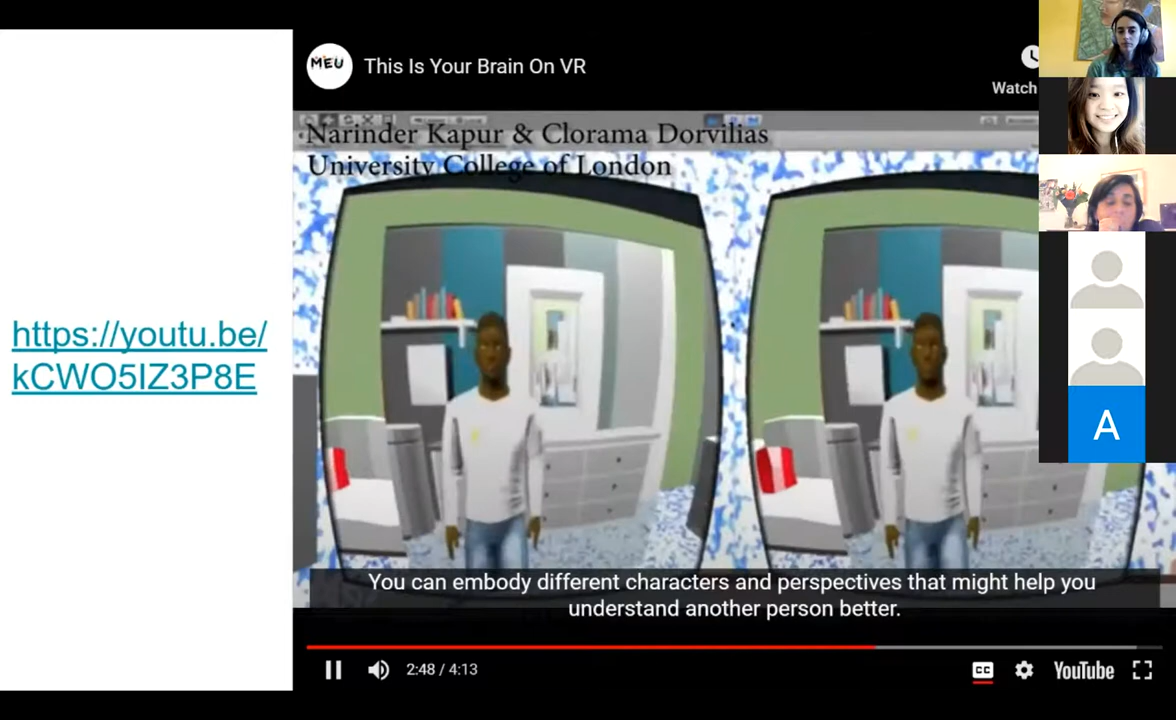 MEU
This Is Your Brain On VR
Watch
Narinder Kapur & Clorama Dorvilias
University College of London
https://youtu.be/
kCWO5IZ3P8E
A
You can embody different characters and perspectives that might help you
understand another person better.
2:48 / 4:13
CC
YouTube